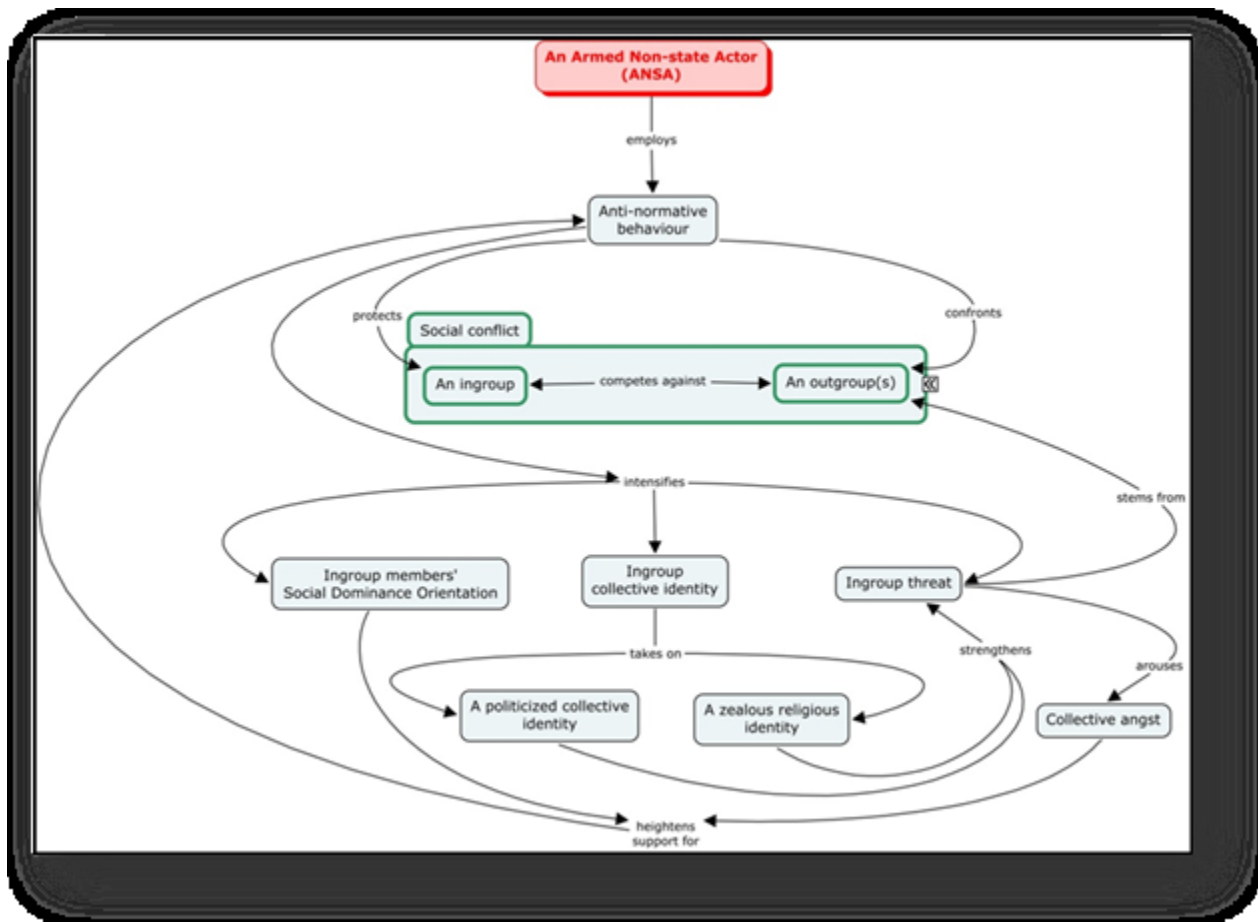 An Armed Non-state Actor
(ANSA)
employs
Anti-normative
behaviour
protects
confronts
Social conflict
An ingroup
competes against
An outgroup(s)
intensifies
stems from
Ingroup members'
Social Dominance Orientation
Ingroup
collective identity
Ingroup threat
takes on
strengthens
arouses
A politicized collective
identity
A zealous religious
identity
Collective angst
heightens
support for